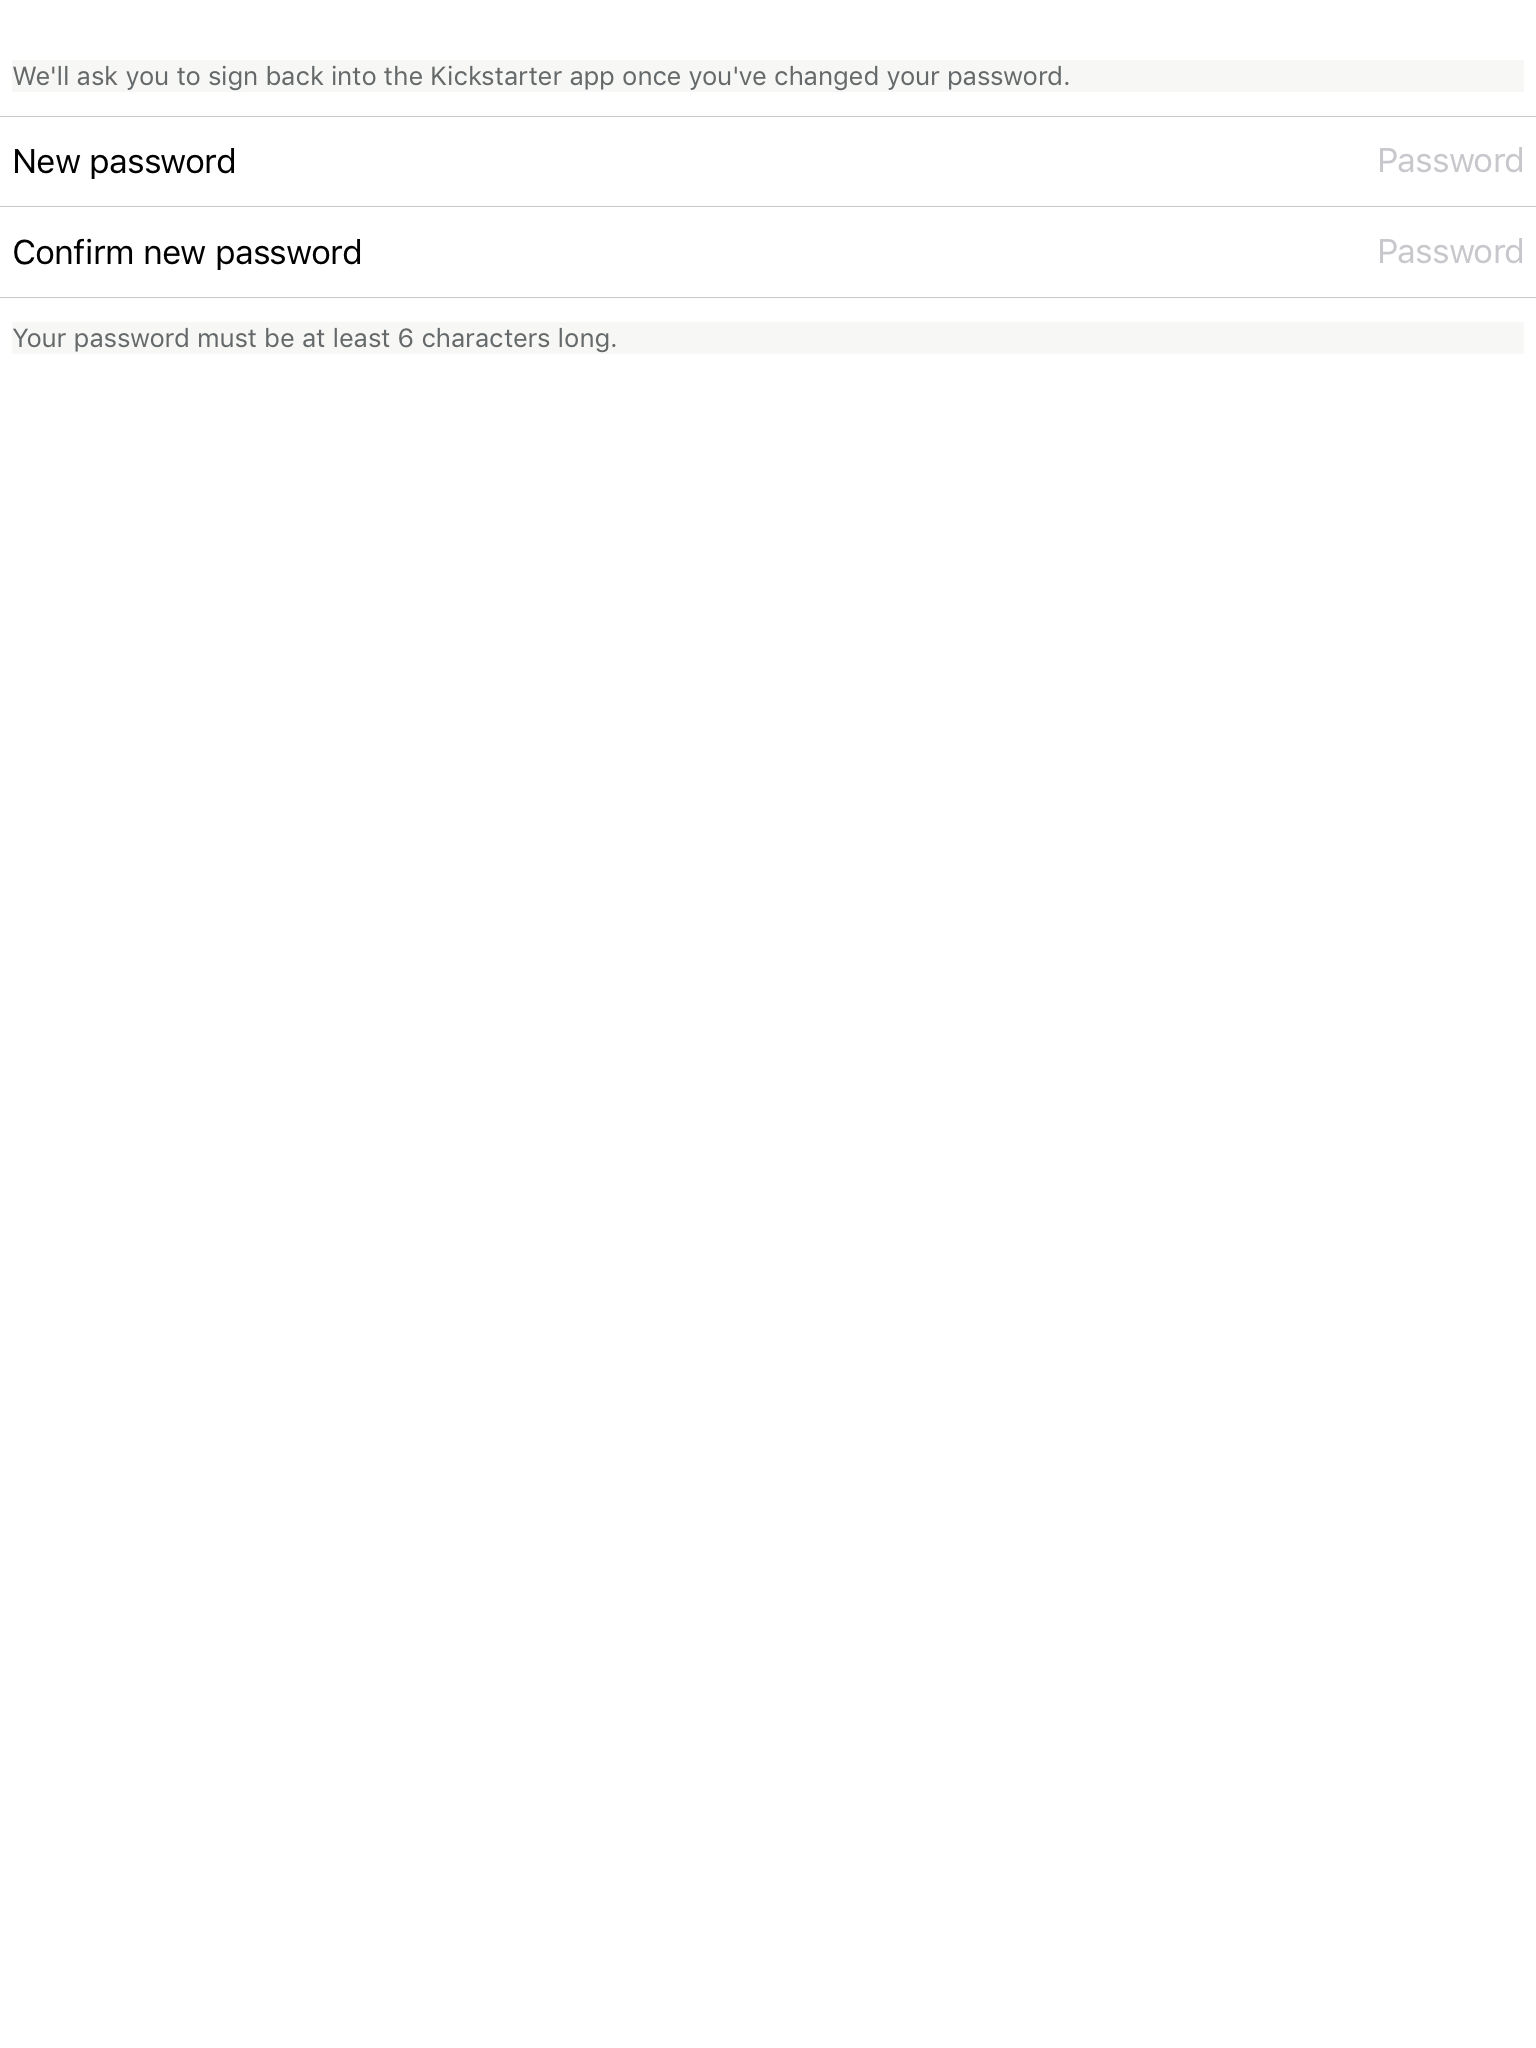 We'll ask you to sign back into the Kickstarter app once you've changed your password.
New password Password
Confirm new password Password
Your password must be at least 6 characters long.